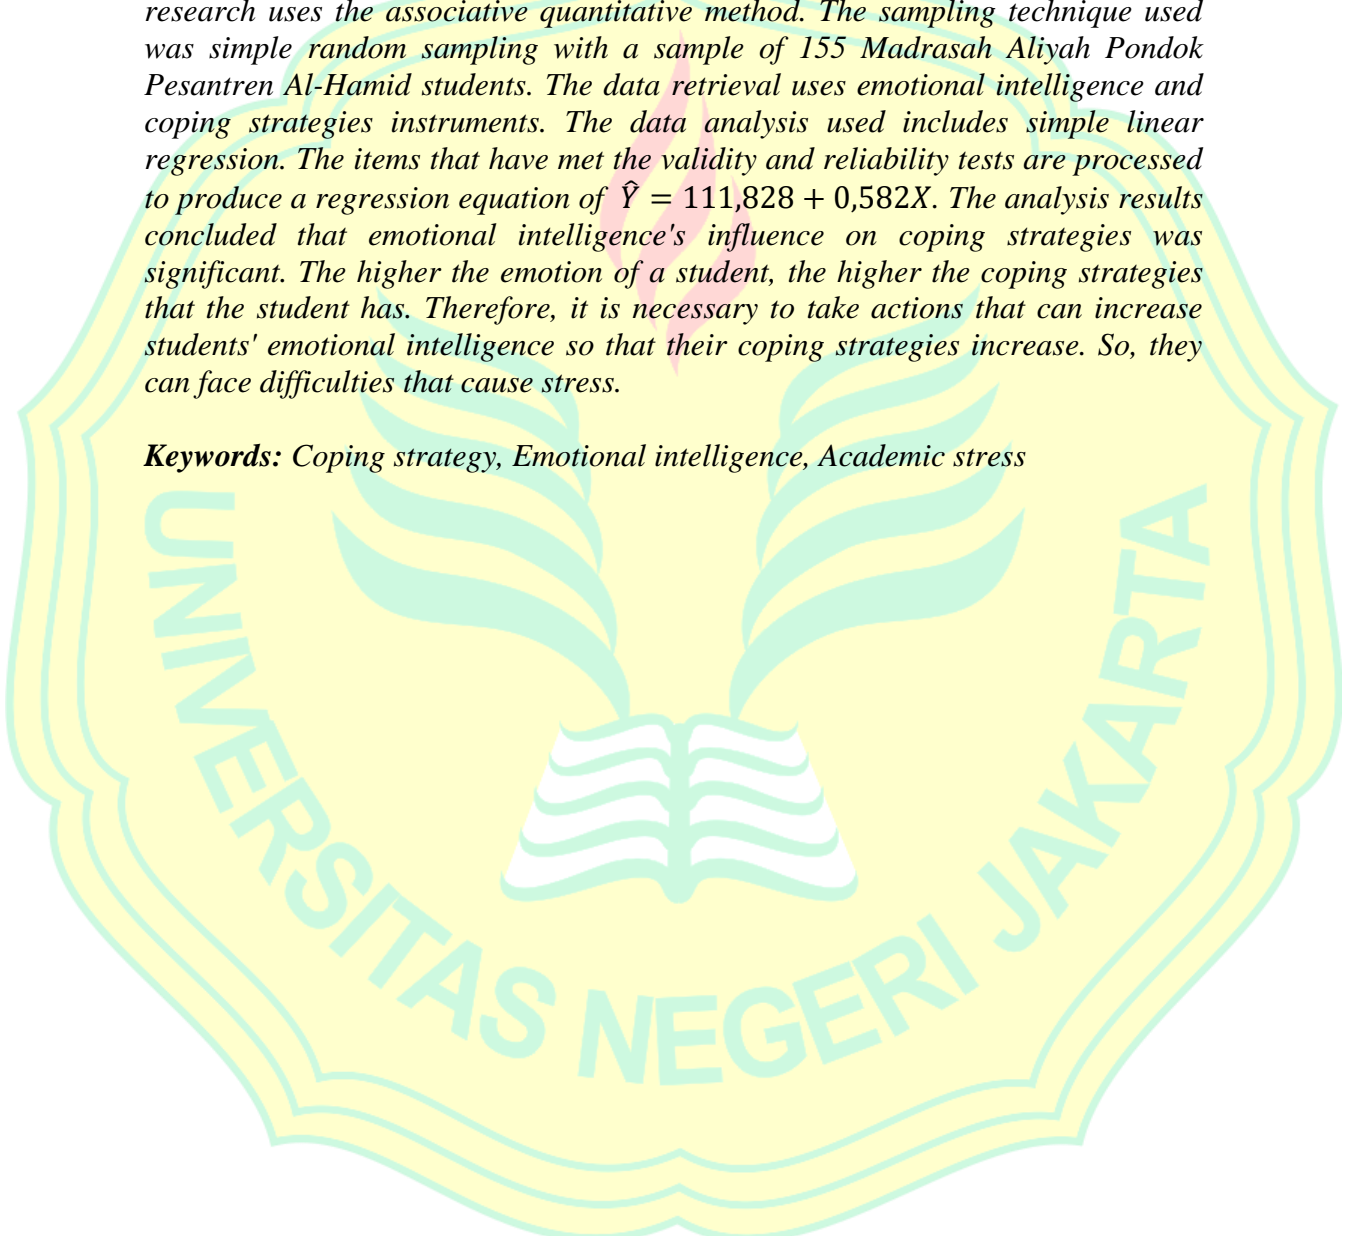 research uses the associative quantitative method. The sampling technique used
was simple random sampling with a sample of 155 Madrasah Aliyah Pondok
Pesantren Al-Hamid students. The data retrieval uses emotional intelligence and
coping strategies instruments. The data analysis used includes simple linear
regression. The items that have met the validity and reliability tests are processed
to produce a regression equation of Ŷ = 111,828 + 0,582X. The analysis results
concluded that emotional intelligence's influence on coping strategies was
significant. The higher the emotion of a student, the higher the coping strategies
that the student has. Therefore, it is necessary to take actions that can increase
students' emotional intelligence so that their coping strategies increase. So, they
can face difficulties that cause stress.
Keywords: Coping strategy, Emotional intelligence, Academic stress
UNIVERSITAS NEGERI JAKARTA